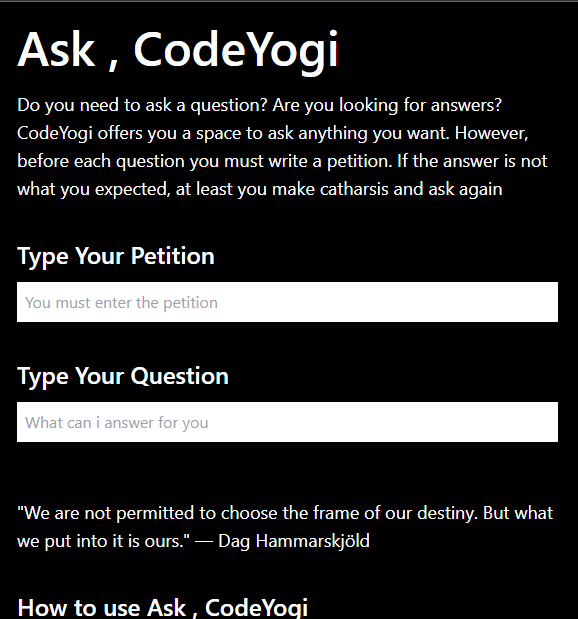 Ask , CodeYogi
Do you need to ask a question? Are you looking for answers?
CodeYogi offers you a space to ask anything you want. However,
before each question you must write a petition. If the answer is not
what you expected, at least you make catharsis and ask again
Type Your Petition
You must enter the petition
Type Your Question
What can i answer for you
"We are not permitted to choose the frame of our destiny. But what
we put into it is ours." — Dag Hammarskjöld
How to use Ask , CodeYogi